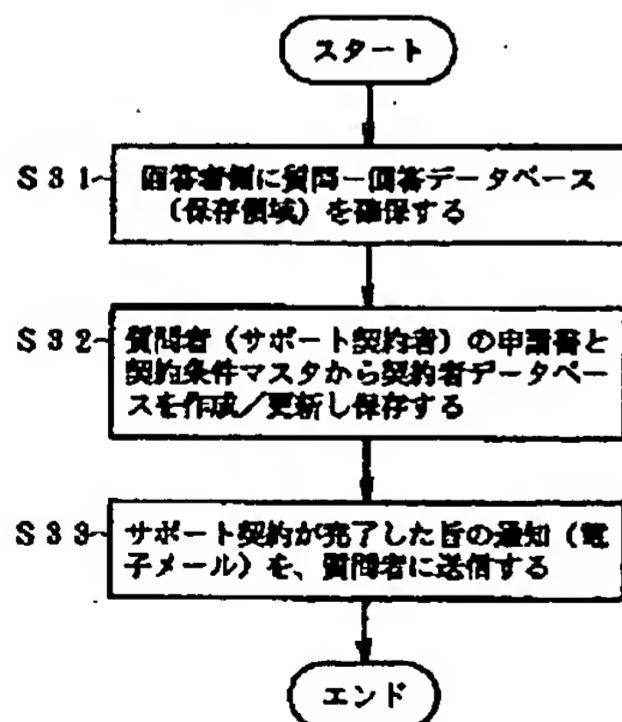 スタート
S31 回答者側に質問－回答データベース
（保存領域）を確保する
S32 質問者（サポート契約者）の申請書と
契約条件マスタから契約者データベー
スを作成／更新し保存する
S33 サポート契約が完了した旨の通知（電
子メール）を、質問者に送信する
エンド